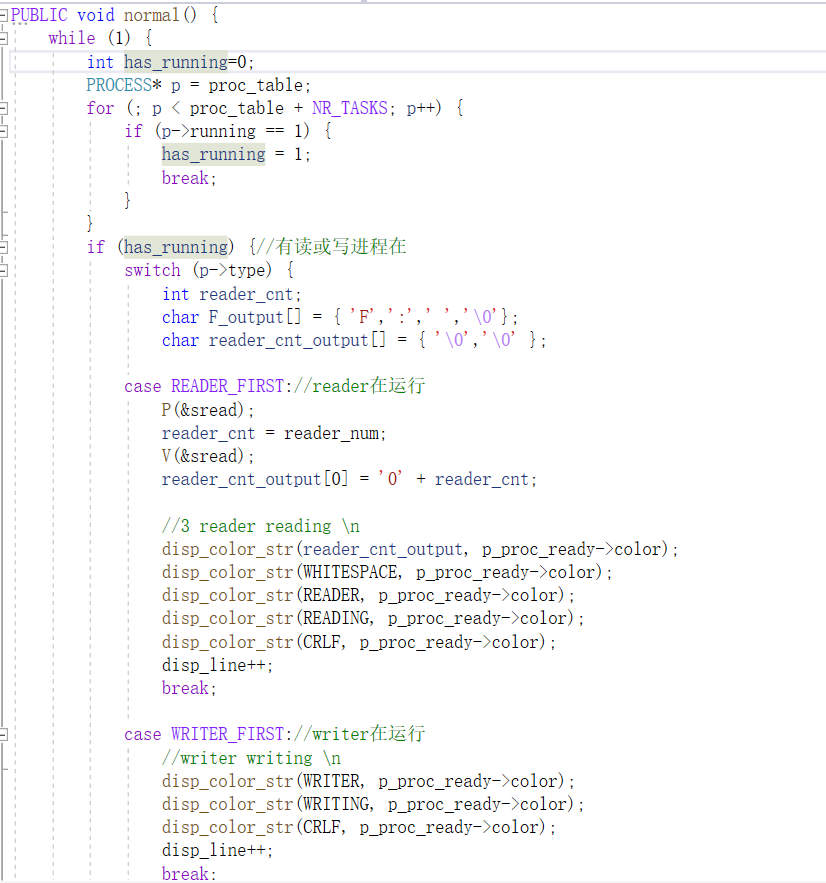 PUBLIC void normal() {
while (1) {
int has_running=0;
PROCESS* p = proc_table;
for (; p < proc_table + NR_TASKS; p++) {
if (p->running == 1) {
has_running = 1;
break;
}
}
if (has_running) {//有读或写进程在
switch (p->type) {
int reader_cnt;
char F_output[] = { 'F',':',' ','\0'};
char reader_cnt_output[] = { '\0','\0' };
case READER_FIRST://reader在运行
P(&sread);
reader_cnt = reader_num;
V(&sread);
reader_cnt_output[0] = '0' + reader_cnt;
//3 reader reading \n
disp_color_str(reader_cnt_output, p_proc_ready->color);
disp_color_str(WHITESPACE, p_proc_ready->color);
disp_color_str(READER, p_proc_ready->color);
disp_color_str(READING, p_proc_ready->color);
disp_color_str(CRLF, p_proc_ready->color);
disp_line++;
break;
case WRITER_FIRST://writer在运行
//writer writing \n
disp_color_str(WRITER, p_proc_ready->color);
disp_color_str(WRITING, p_proc_ready->color);
disp_color_str(CRLF, p_proc_ready->color);
disp_line++;
break;